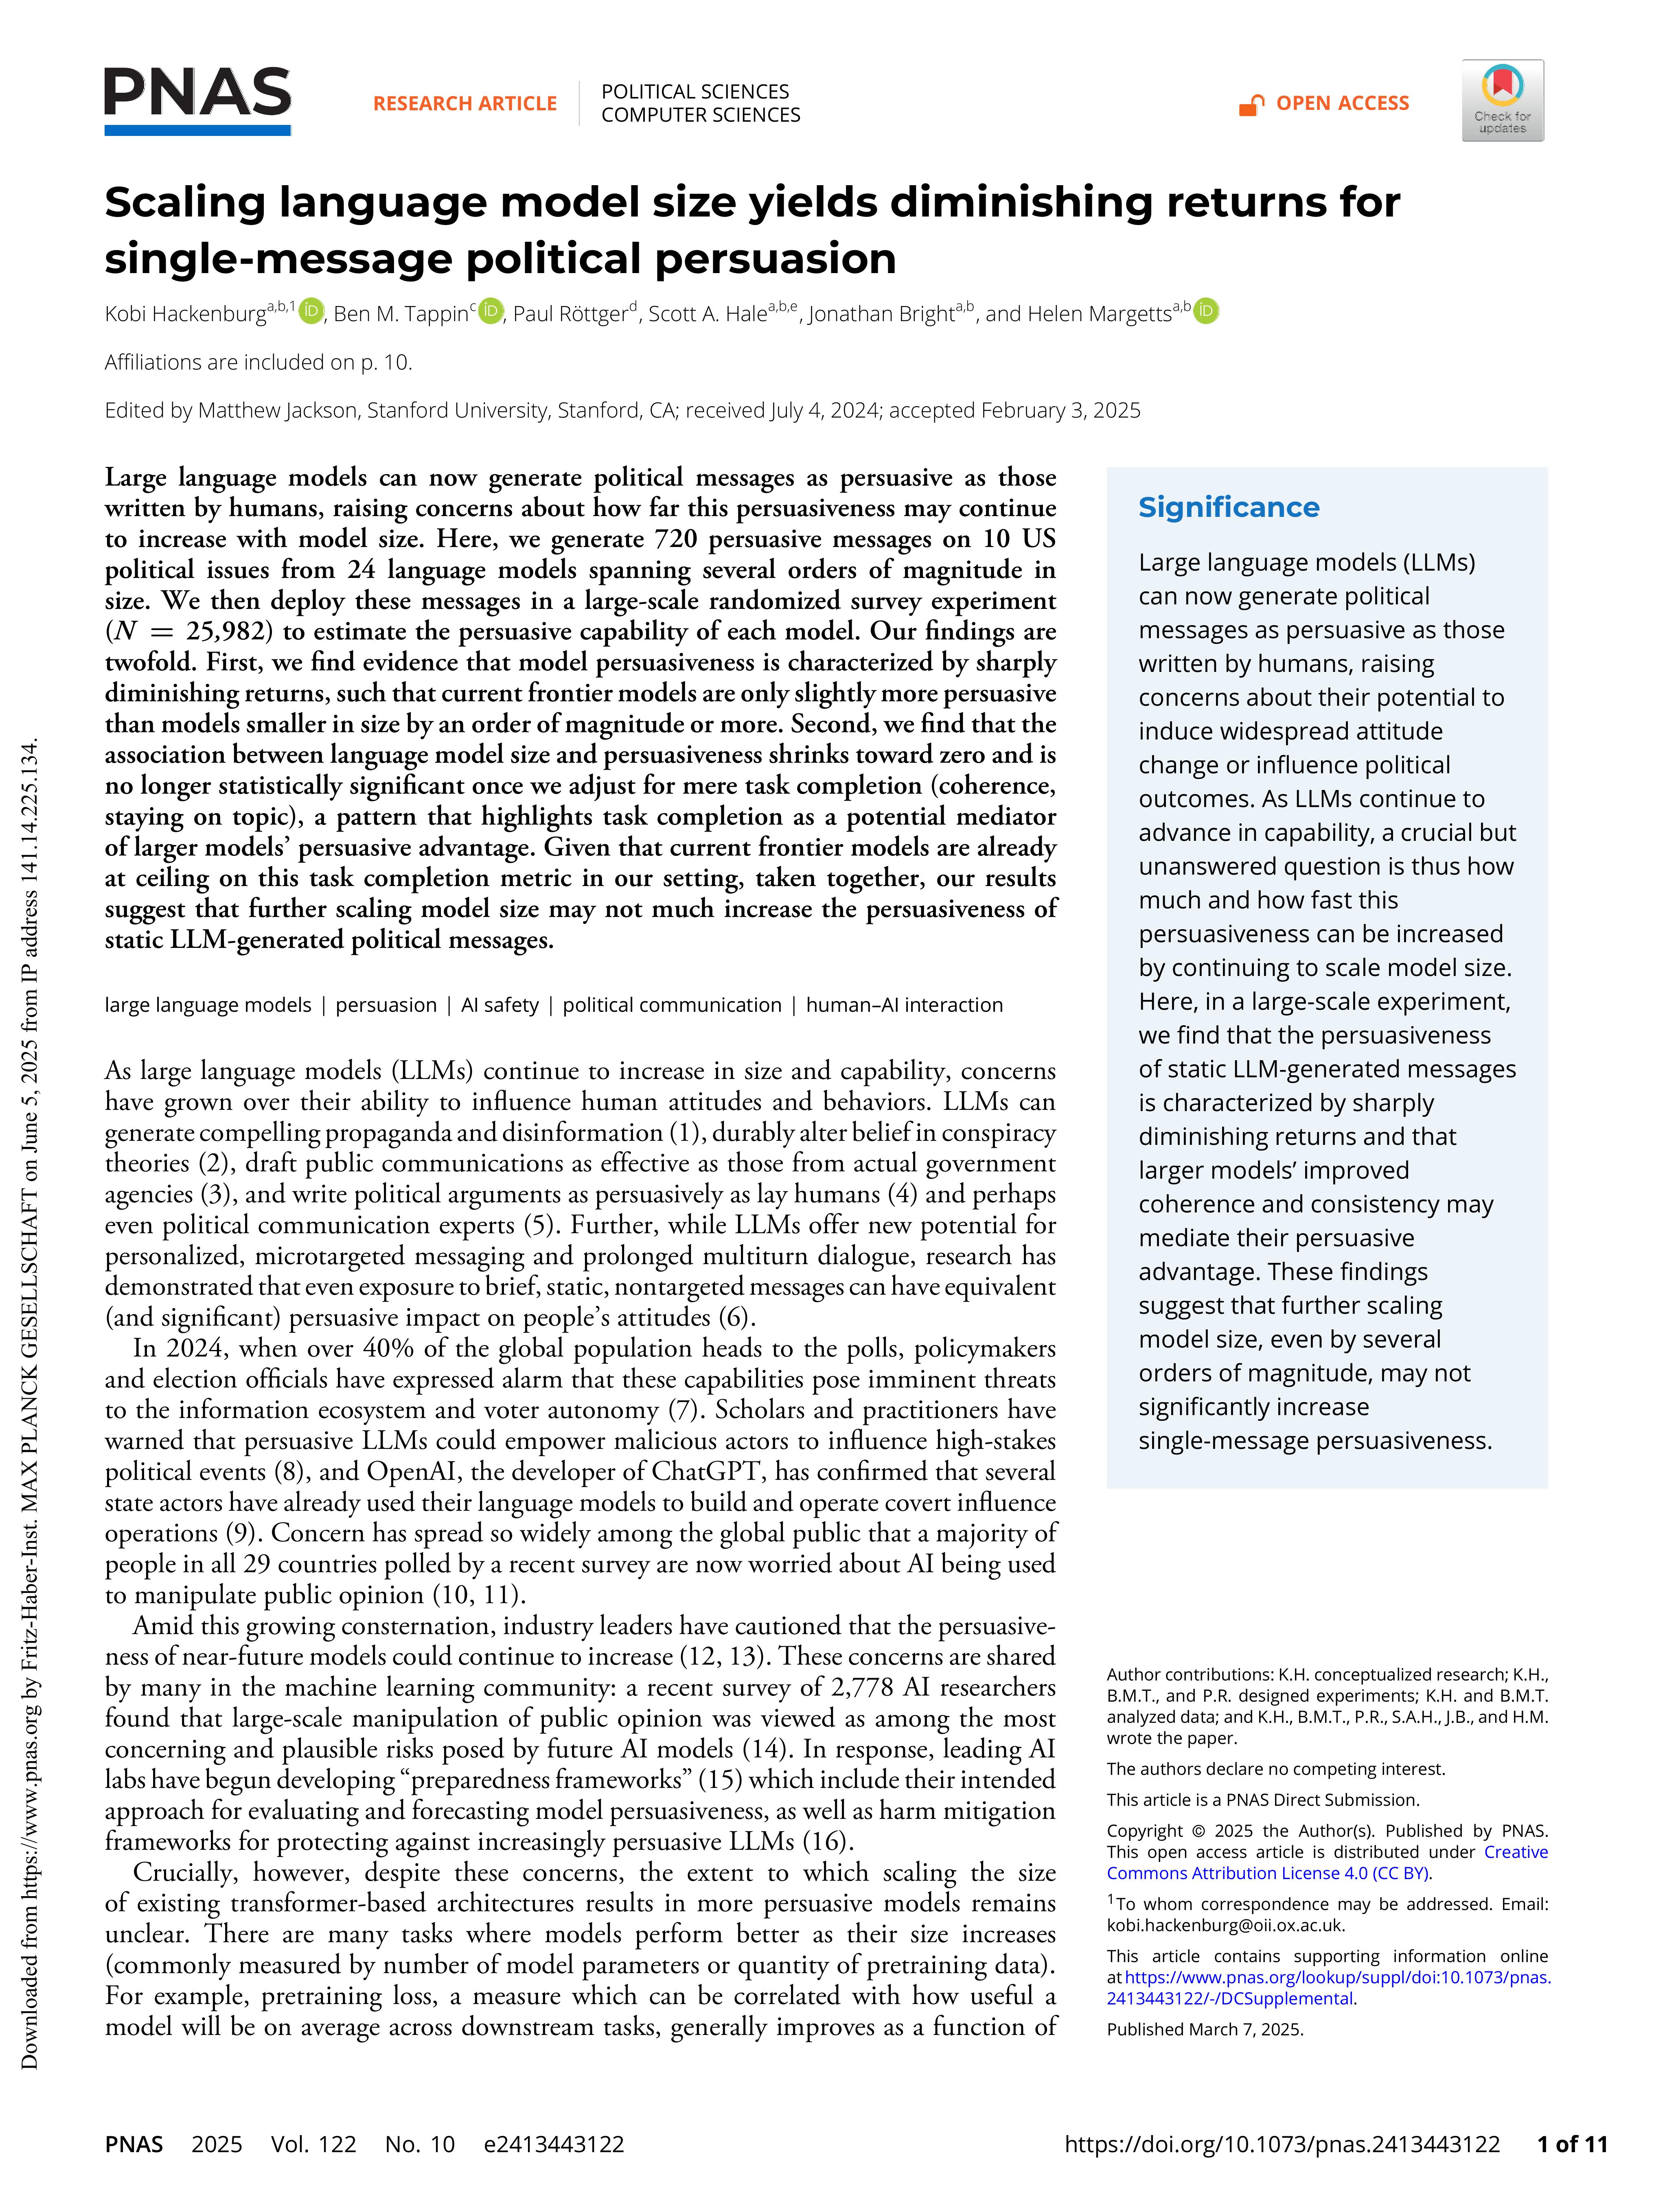 PNAS
RESEARCH ARTICLE
POLITICAL SCIENCES
COMPUTER SCIENCES
OPEN ACCESS
Check for
updates
Scaling language model size yields diminishing returns for
single-message political persuasion
Kobi Hackenburga,b,1 iD, Ben M. Tappinc iD, Paul Röttgerd, Scott A. Halea,b,e, Jonathan Brighta,b, and Helen Margettsa,b iD
Affiliations are included on p. 10.
Edited by Matthew Jackson, Stanford University, Stanford, CA; received July 4, 2024; accepted February 3, 2025
Large language models can now generate political messages as persuasive as those
written by humans, raising concerns about how far this persuasiveness may continue
to increase with model size. Here, we generate 720 persuasive messages on 10 US
political issues from 24 language models spanning several orders of magnitude in
size. We then deploy these messages in a large-scale randomized survey experiment
(N = 25,982) to estimate the persuasive capability of each model. Our findings are
twofold. First, we find evidence that model persuasiveness is characterized by sharply
diminishing returns, such that current frontier models are only slightly more persuasive
than models smaller in size by an order of magnitude or more. Second, we find that the
association between language model size and persuasiveness shrinks toward zero and is
no longer statistically significant once we adjust for mere task completion (coherence,
staying on topic), a pattern that highlights task completion as a potential mediator
of larger models’ persuasive advantage. Given that current frontier models are already
at ceiling on this task completion metric in our setting, taken together, our results
suggest that further scaling model size may not much increase the persuasiveness of
static LLM-generated political messages.
large language models | persuasion | AI safety | political communication | human–AI interaction
As large language models (LLMs) continue to increase in size and capability, concerns
have grown over their ability to influence human attitudes and behaviors. LLMs can
generate compelling propaganda and disinformation (1), durably alter belief in conspiracy
theories (2), draft public communications as effective as those from actual government
agencies (3), and write political arguments as persuasively as lay humans (4) and perhaps
even political communication experts (5). Further, while LLMs offer new potential for
personalized, microtargeted messaging and prolonged multiturn dialogue, research has
demonstrated that even exposure to brief, static, nontargeted messages can have equivalent
(and significant) persuasive impact on people’s attitudes (6).
In 2024, when over 40% of the global population heads to the polls, policymakers
and election officials have expressed alarm that these capabilities pose imminent threats
to the information ecosystem and voter autonomy (7). Scholars and practitioners have
warned that persuasive LLMs could empower malicious actors to influence high-stakes
political events (8), and OpenAI, the developer of ChatGPT, has confirmed that several
state actors have already used their language models to build and operate covert influence
operations (9). Concern has spread so widely among the global public that a majority of
people in all 29 countries polled by a recent survey are now worried about AI being used
to manipulate public opinion (10, 11).
Amid this growing consternation, industry leaders have cautioned that the persuasive-
ness of near-future models could continue to increase (12, 13). These concerns are shared
by many in the machine learning community: a recent survey of 2,778 AI researchers
found that large-scale manipulation of public opinion was viewed as among the most
concerning and plausible risks posed by future AI models (14). In response, leading AI
labs have begun developing “preparedness frameworks” (15) which include their intended
approach for evaluating and forecasting model persuasiveness, as well as harm mitigation
frameworks for protecting against increasingly persuasive LLMs (16).
Crucially, however, despite these concerns, the extent to which scaling the size
of existing transformer-based architectures results in more persuasive models remains
unclear. There are many tasks where models perform better as their size increases
(commonly measured by number of model parameters or quantity of pretraining data).
For example, pretraining loss, a measure which can be correlated with how useful a
model will be on average across downstream tasks, generally improves as a function of
Significance
Large language models (LLMs)
can now generate political
messages as persuasive as those
written by humans, raising
concerns about their potential to
induce widespread attitude
change or influence political
outcomes. As LLMs continue to
advance in capability, a crucial but
unanswered question is thus how
much and how fast this
persuasiveness can be increased
by continuing to scale model size.
Here, in a large-scale experiment,
we find that the persuasiveness
of static LLM-generated messages
is characterized by sharply
diminishing returns and that
larger models’ improved
coherence and consistency may
mediate their persuasive
advantage. These findings
suggest that further scaling
model size, even by several
orders of magnitude, may not
significantly increase
single-message persuasiveness.
Author contributions: K.H. conceptualized research; K.H.,
B.M.T., and P.R. designed experiments; K.H. and B.M.T.
analyzed data; and K.H., B.M.T., P.R., S.A.H., J.B., and H.M.
wrote the paper.
The authors declare no competing interest.
This article is a PNAS Direct Submission.
Copyright © 2025 the Author(s). Published by PNAS.
This open access article is distributed under Creative
Commons Attribution License 4.0 (CC BY).
1To whom correspondence may be addressed. Email:
kobi.hackenburg@oii.ox.ac.uk.
This article contains supporting information online
at https://www.pnas.org/lookup/suppl/doi:10.1073/pnas.
2413443122/-/DCSupplemental.
Published March 7, 2025.
PNAS 2025 Vol. 122 No. 10 e2413443122
https://doi.org/10.1073/pnas.2413443122 1 of 11
Downloaded from https://www.pnas.org by Fritz-Haber-Inst. MAX PLANCK GESELLSCHAFT on June 5, 2025 from IP address 141.14.225.134.